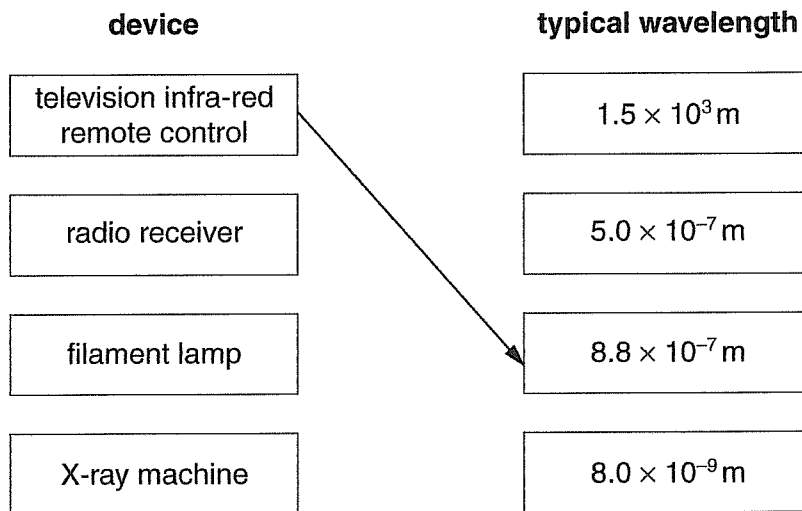 device
typical wavelength
television infra-red
remote control
1.5 × 10³ m
radio receiver
5.0 × 10⁻⁷ m
filament lamp
8.8 × 10⁻⁷ m
X-ray machine
8.0 × 10⁻⁹ m